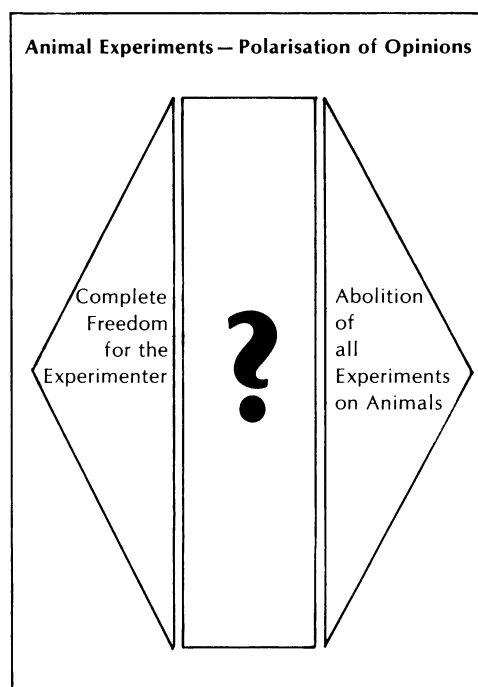 Animal Experiments — Polarisation of Opinions
Complete
Freedom
for the
Experimenter
?
Abolition
of
all
Experiments
on Animals